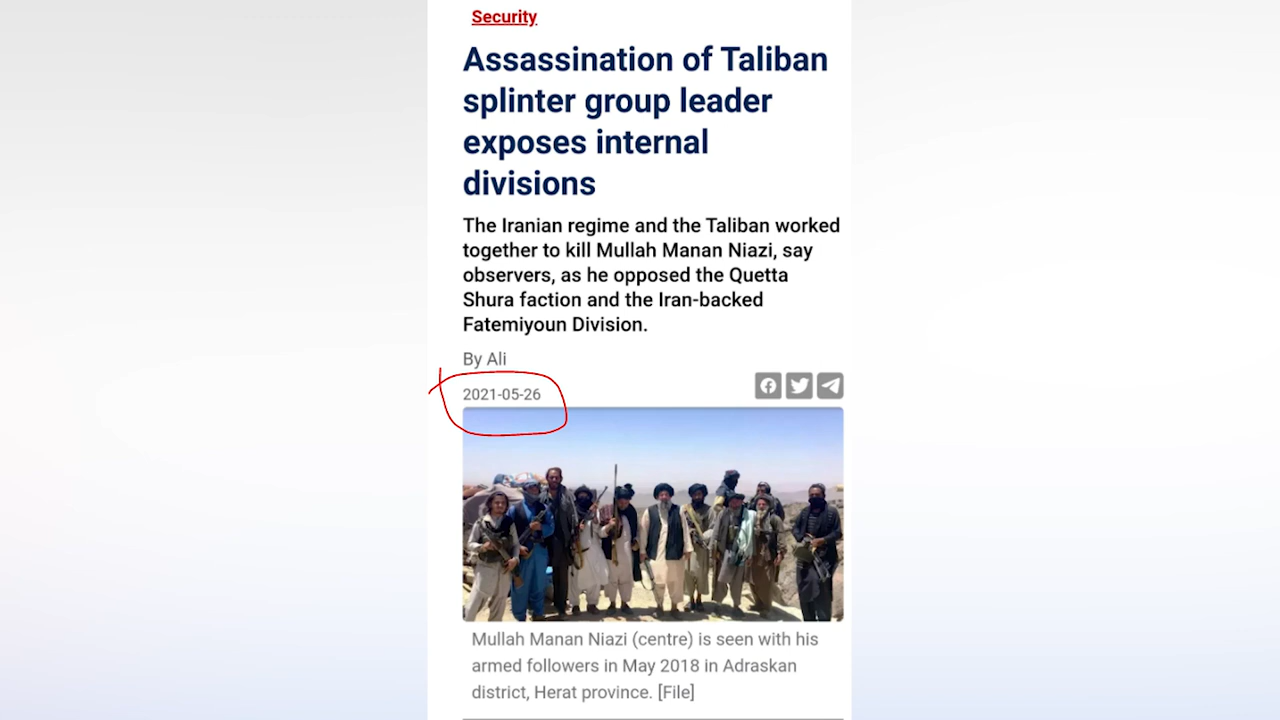 Security
Assassination of Taliban
splinter group leader
exposes internal
divisions
The Iranian regime and the Taliban worked
together to kill Mullah Manan Niazi, say
observers, as he opposed the Quetta
Shura faction and the Iran-backed
Fatemiyoun Division.
By Ali
2021-05-26
Mullah Manan Niazi (centre) is seen with his
armed followers in May 2018 in Adraskan
district, Herat province. [File]